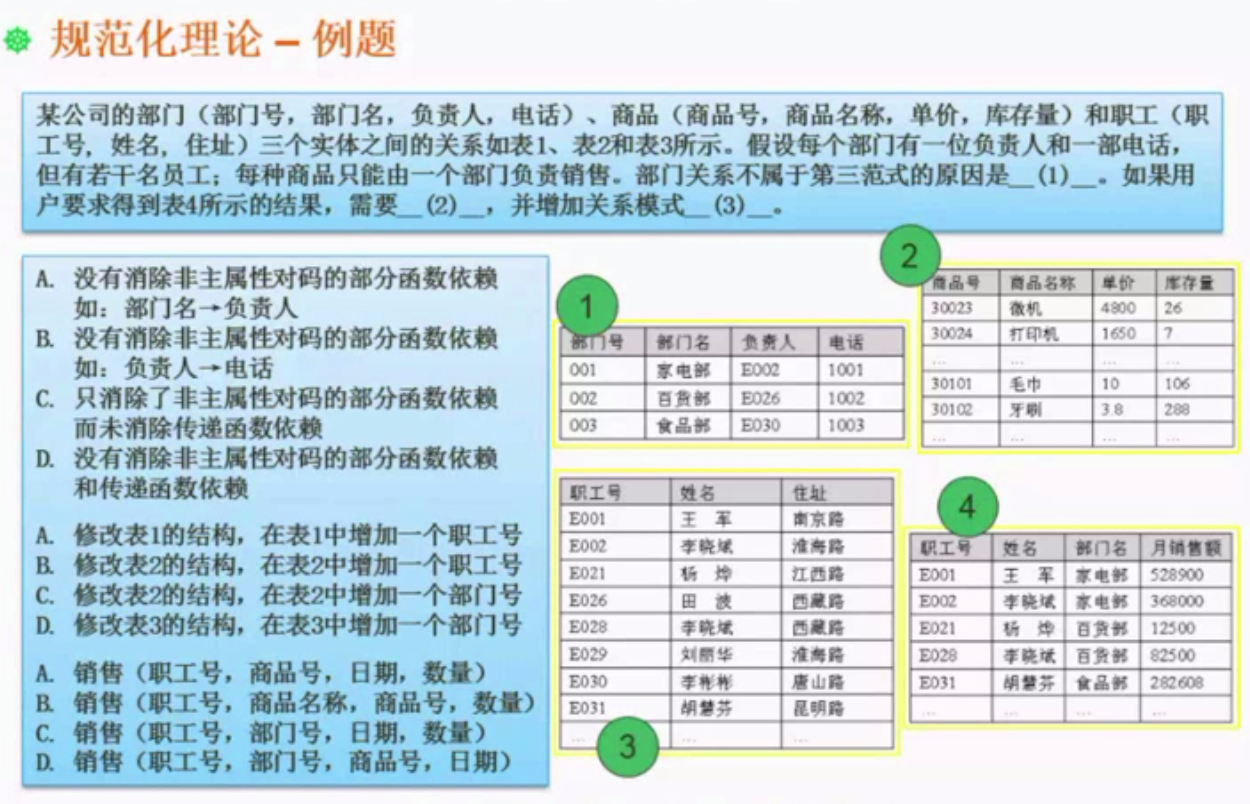 规范化理论 – 例题
某公司的部门（部门号，部门名，负责人，电话）、商品（商品号，商品名称，单价，库存量）和职工（职
工号，姓名，住址）三个实体之间的关系如表1、表2和表3所示。假设每个部门有一位负责人和一部电话，
但有若干名员工；每种商品只能由一个部门负责销售。部门关系不属于第三范式的原因是__(1)__。如果用
户要求得到表4所示的结果，需要__(2)__，并增加关系模式__(3)__。
A. 没有消除非主属性对码的部分函数依赖
如：部门名→负责人
B. 没有消除非主属性对码的部分函数依赖
如：负责人→电话
C. 只消除了非主属性对码的部分函数依赖
而未消除传递函数依赖
D. 没有消除非主属性对码的部分函数依赖
和传递函数依赖
A. 修改表1的结构，在表1中增加一个职工号
B. 修改表2的结构，在表2中增加一个职工号
C. 修改表2的结构，在表2中增加一个部门号
D. 修改表3的结构，在表3中增加一个部门号
A. 销售（职工号，商品号，日期，数量）
B. 销售（职工号，商品名称，商品号，数量）
C. 销售（职工号，部门号，日期，数量）
D. 销售（职工号，部门号，商品号，日期）
1
部门号 部门名 负责人 电话
001 家电部 E002 1001
002 百货部 E026 1002
003 食品部 E030 1003
2
商品号 商品名称 单价 库存量
30023 微机 4800 26
30024 打印机 1650 7
... ... ... ...
30101 毛巾 10 106
30102 牙刷 3.8 288
... ... ... ...
职工号 姓名 住址
E001 王 军 南京路
E002 李晓斌 淮海路
E021 杨 烨 江西路
E026 田 波 西藏路
E028 李晓斌 西藏路
E029 刘丽华 淮海路
E030 李彬彬 唐山路
E031 胡慧芬 昆明路
... ... ...
3
4
职工号 姓名 部门名 月销售额
E001 王 军 家电部 528900
E002 李晓斌 家电部 368000
E021 杨 烨 百货部 12500
E028 李晓斌 百货部 82500
E031 胡慧芬 食品部 282608
... ... ... ...